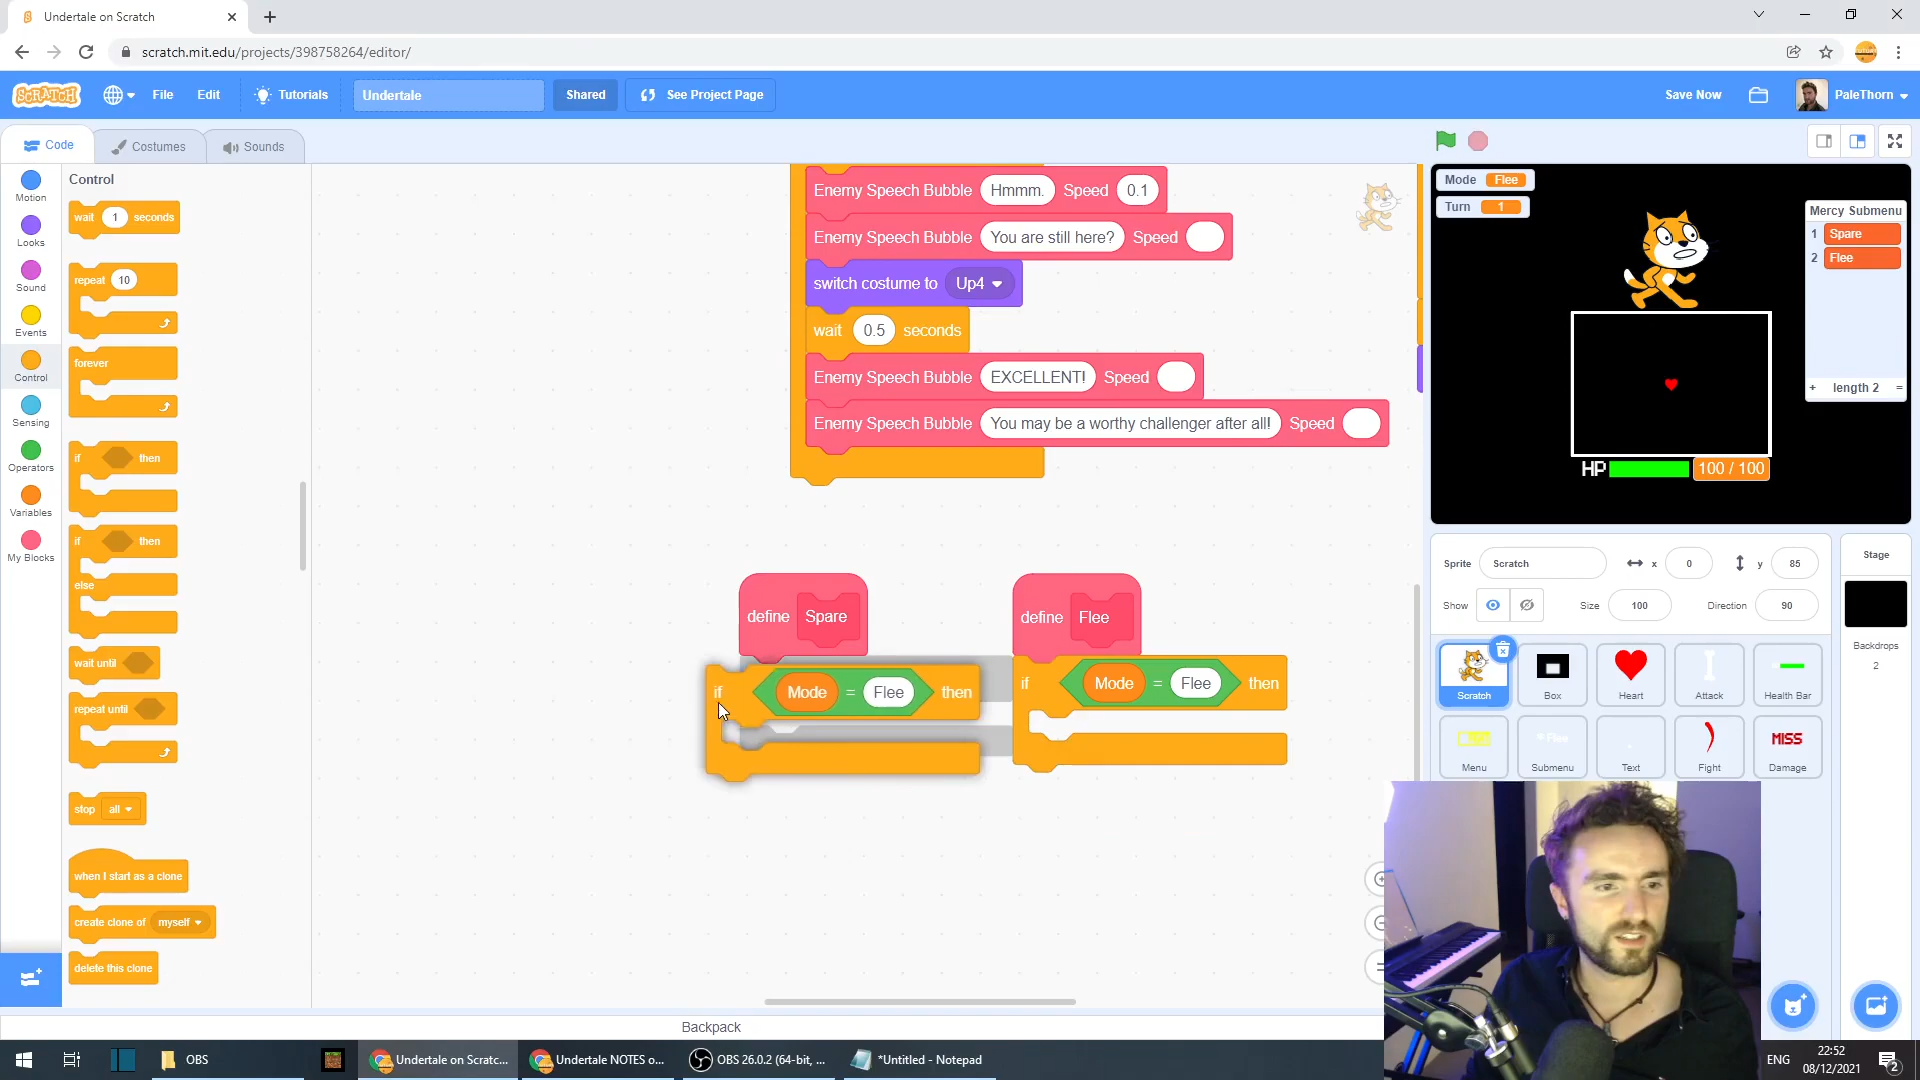 Undertale on Scratch
scratch.mit.edu/projects/398758264/editor/
SCRATCH
File
Edit
Tutorials
Undertale
Shared
See Project Page
Save Now
PaleThorn
Code
Costumes
Sounds
Motion
Looks
Sound
Events
Control
Sensing
Operators
Variables
My Blocks
Control
wait 1 seconds
repeat 10
forever
if then
if then
else
wait until
repeat until
stop all
when I start as a clone
create clone of myself
delete this clone
Enemy Speech Bubble Hmmm. Speed 0.1
Enemy Speech Bubble You are still here? Speed
switch costume to Up4
wait 0.5 seconds
Enemy Speech Bubble EXCELLENT! Speed
Enemy Speech Bubble You may be a worthy challenger after all! Speed
define Spare
if Mode = Flee then
define Flee
if Mode = Flee then
Mode Flee
Turn 1
Mercy Submenu
1 Spare
2 Flee
+ length 2 =
HP 100 / 100
Sprite Scratch x 0 y 85
Show Size 100 Direction 90
Stage
Backdrops
2
Scratch
Box
Heart
Attack
Health Bar
Menu
Flee
Submenu
Text
Fight
MISS
Damage
Backpack
OBS
Undertale on Scratc...
Undertale NOTES o...
OBS 26.0.2 (64-bit, ...
*Untitled - Notepad
ENG
22:52
08/12/2021
2